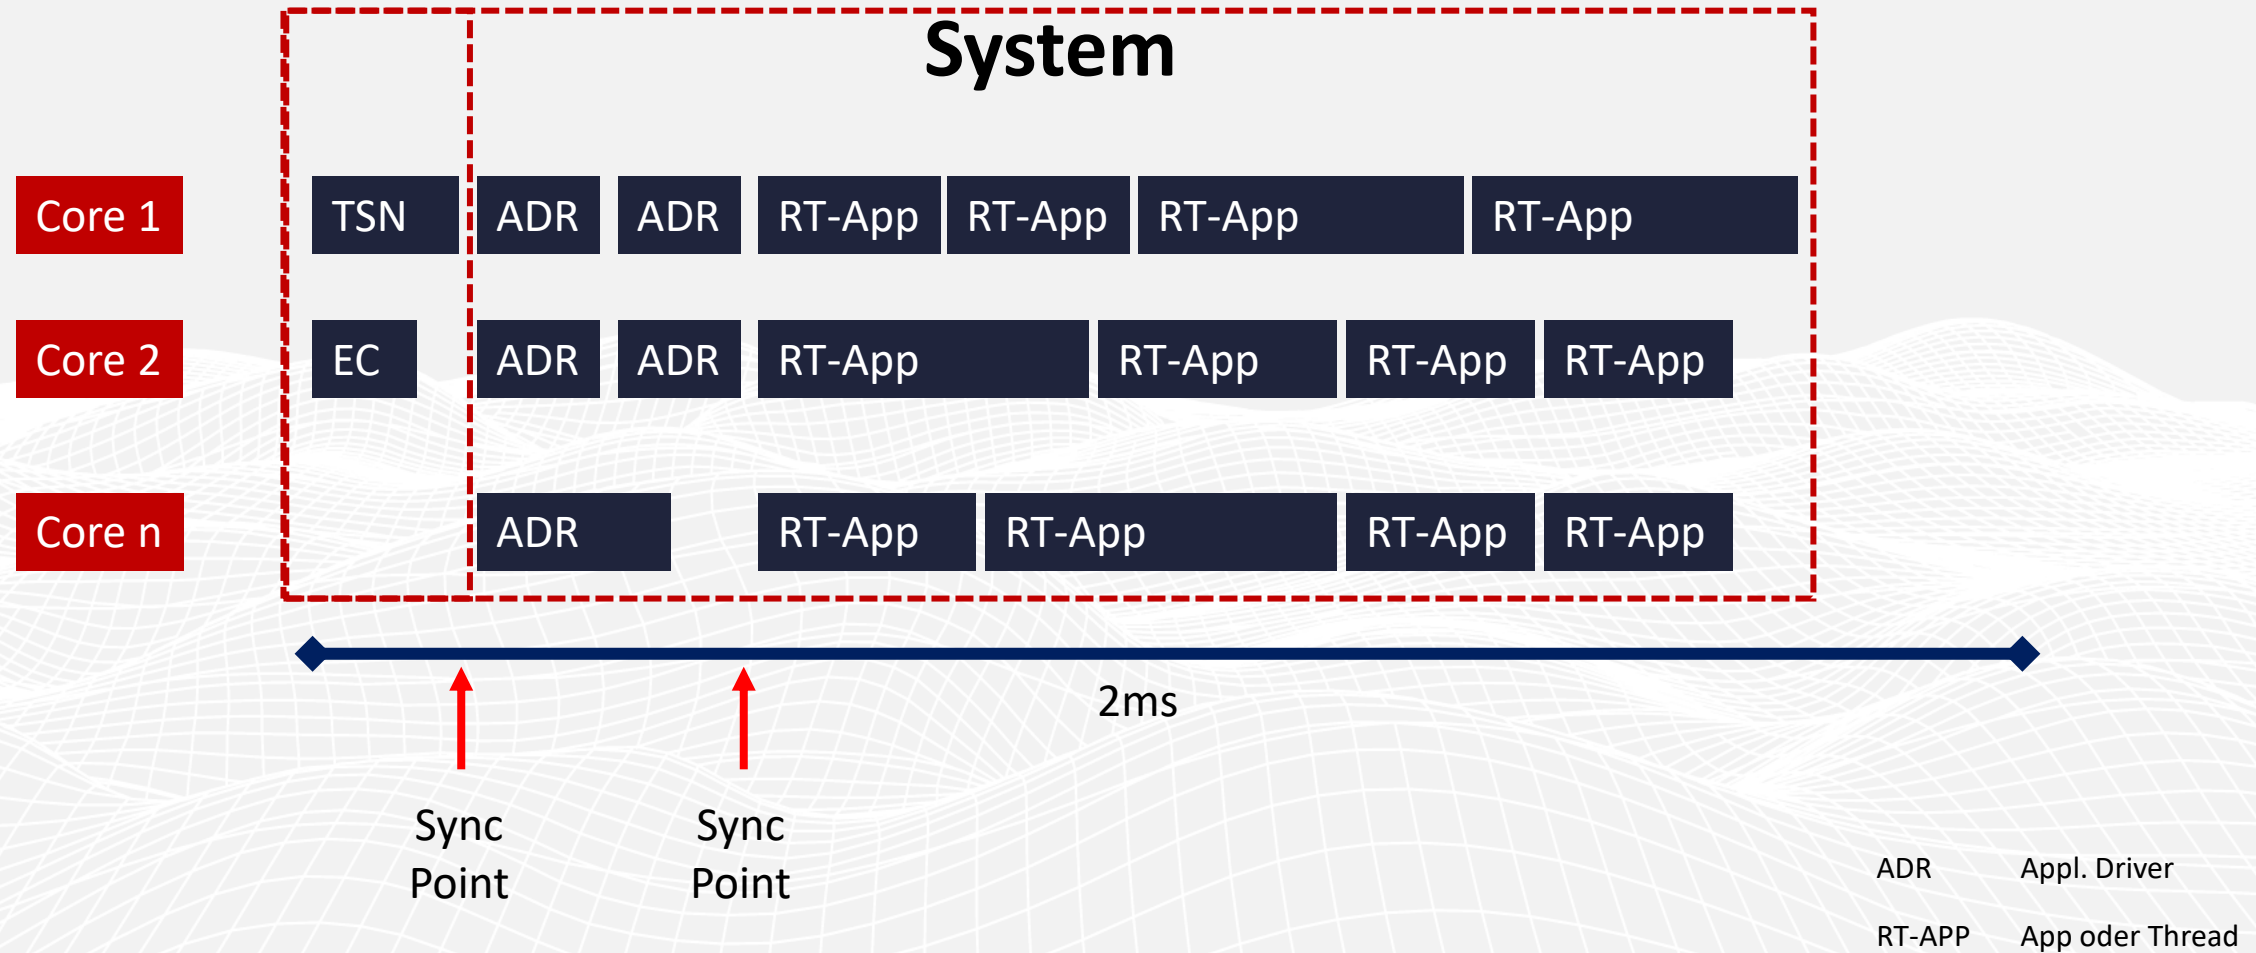 System
Core 1
TSN
ADR
ADR
RT-App
RT-App
RT-App
RT-App
Core 2
EC
ADR
ADR
RT-App
RT-App
RT-App
RT-App
Core n
ADR
RT-App
RT-App
RT-App
RT-App
2ms
Sync
Point
Sync
Point
ADR Appl. Driver
RT-APP App oder Thread